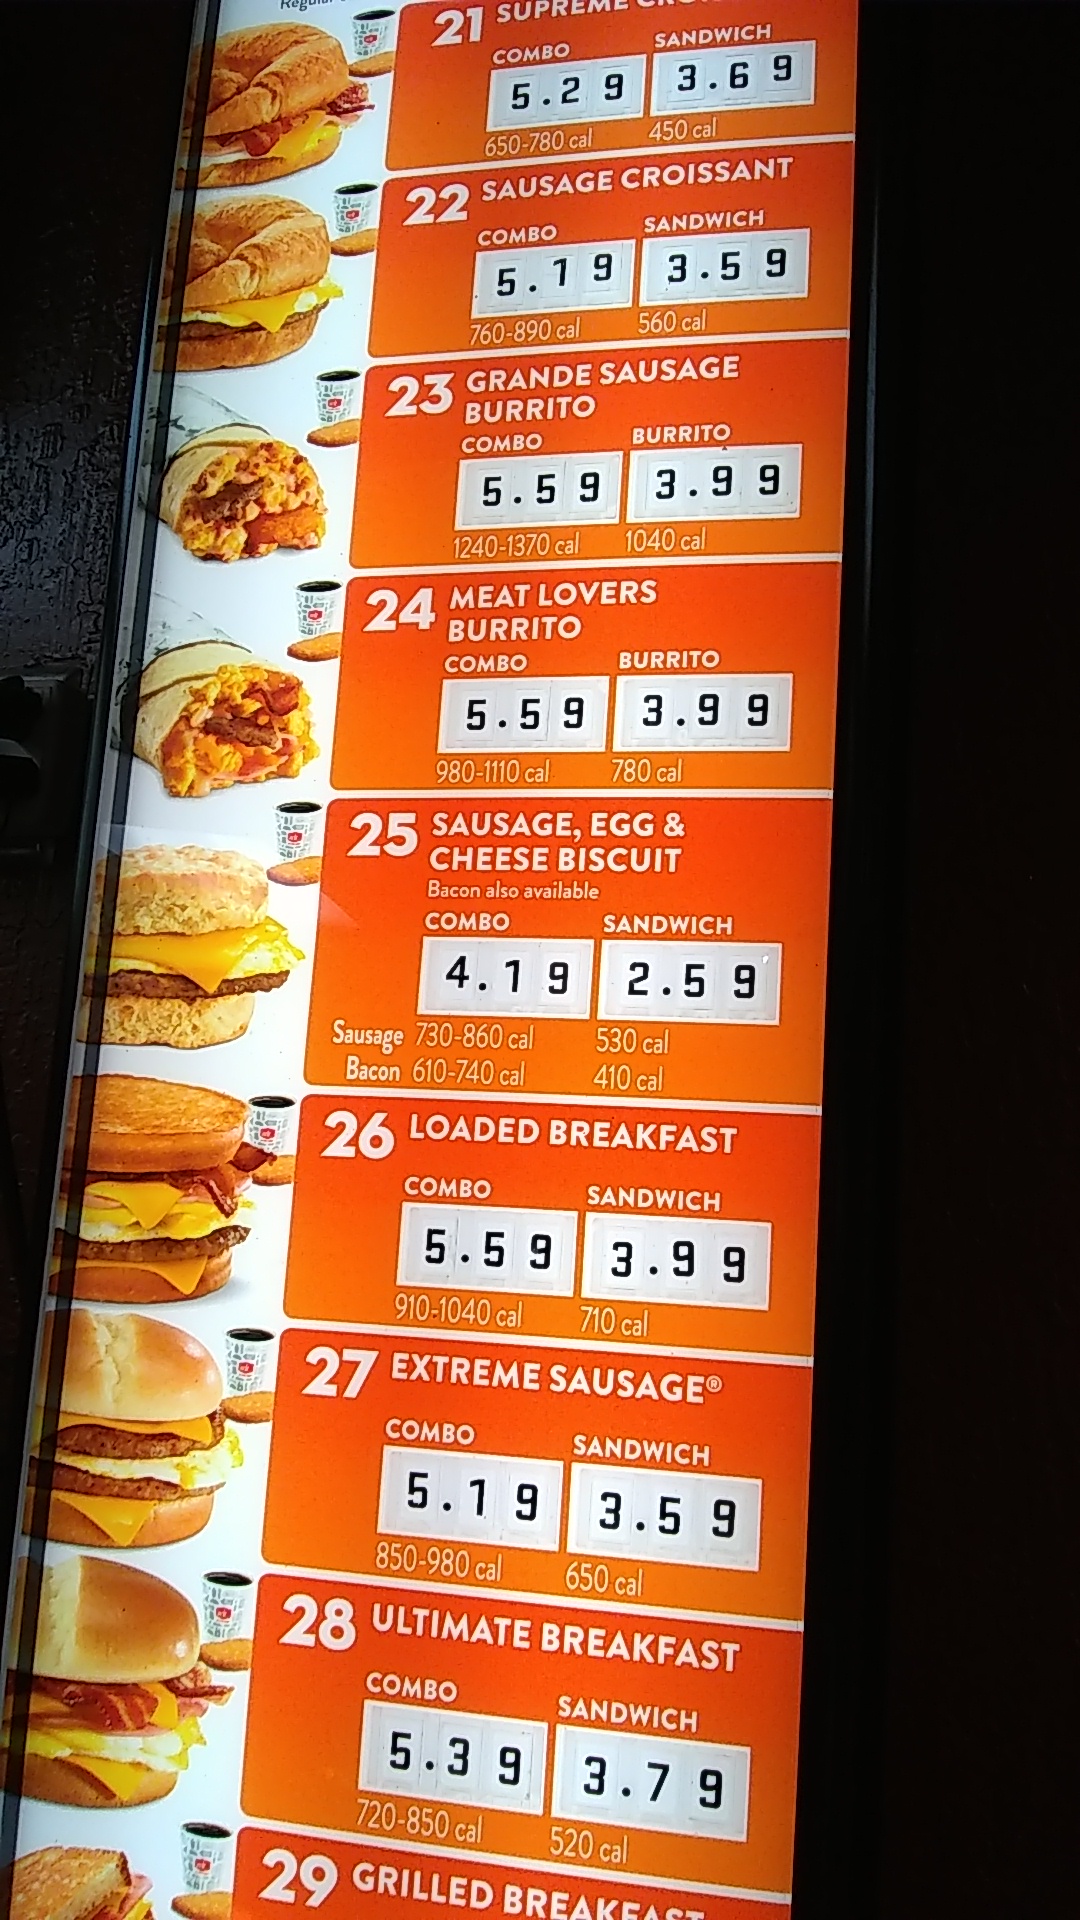 21 SUPREME
COMBO SANDWICH
5.29 3.69
650-780 cal 450 cal
22 SAUSAGE CROISSANT
COMBO SANDWICH
5.19 3.59
760-890 cal 560 cal
23 GRANDE SAUSAGE
BURRITO
COMBO BURRITO
5.59 3.99
1240-1370 cal 1040 cal
24 MEAT LOVERS
BURRITO
COMBO BURRITO
5.59 3.99
980-1110 cal 780 cal
25 SAUSAGE, EGG &
CHEESE BISCUIT
Bacon also available
COMBO SANDWICH
4.19 2.59
Sausage 730-860 cal 530 cal
Bacon 610-740 cal 410 cal
26 LOADED BREAKFAST
COMBO SANDWICH
5.59 3.99
910-1040 cal 710 cal
27 EXTREME SAUSAGE®
COMBO SANDWICH
5.19 3.59
850-980 cal 650 cal
28 ULTIMATE BREAKFAST
COMBO SANDWICH
5.39 3.79
720-850 cal 520 cal
29 GRILLED BREAKFAST